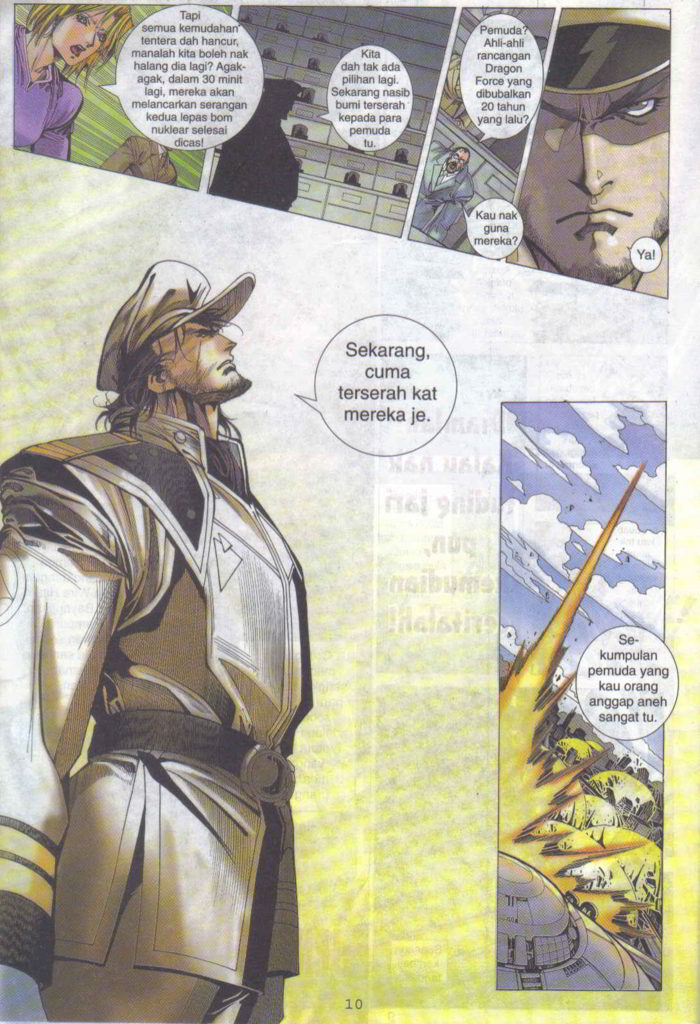 Tapi
semua kemudahan
tentera dah hancur,
manalah kita boleh nak
halang dia lagi? Agak-
agak, dalam 30 minit
lagi, mereka akan
melancarkan serangan
kedua lepas bom
nuklear selesai
dicas!
Kita
dah tak ada
pilihan lagi.
Sekarang nasib
bumi terserah
kepada para
pemuda
tu.
Pemuda?
Ahli-ahli
rancangan
Dragon
Force yang
dibubalkan
20 tahun
yang lalu?
Kau nak
guna
mereka?
Ya!
Sekarang,
cuma
terserah kat
mereka je.
Se-
kumpulan
pemuda yang
kau orang
anggap aneh
sangat tu.
10